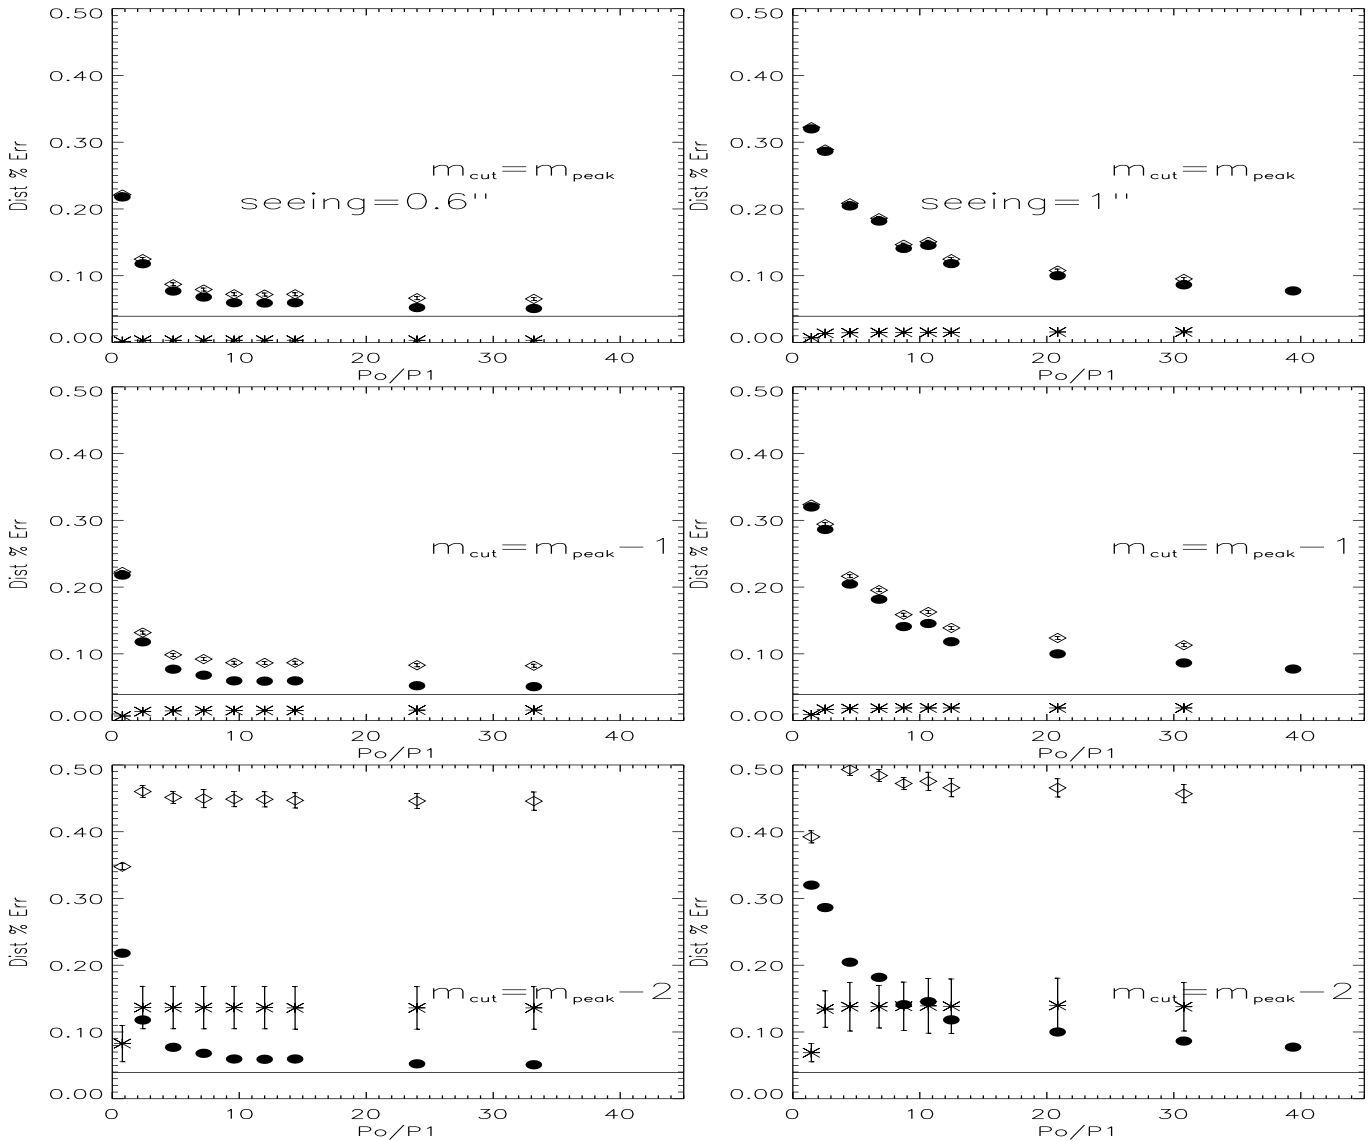 0.50 0.50
0.40 0.40
0.30 0.30
m_cut=m_peak m_cut=m_peak
Dist % Err seeing=0.6" Dist % Err seeing=1"
0.20 0.20
0.10 0.10
0.00 0.00
0 10 20 30 40 0 10 20 30 40
Po/P1 Po/P1
0.50 0.50
0.40 0.40
0.30 0.30
Dist % Err m_cut=m_peak−1 Dist % Err m_cut=m_peak−1
0.20 0.20
0.10 0.10
0.00 0.00
0 10 20 30 40 0 10 20 30 40
Po/P1 Po/P1
0.50 0.50
0.40 0.40
0.30 0.30
Dist % Err Dist % Err
0.20 0.20
m_cut=m_peak−2 m_cut=m_peak−2
0.10 0.10
0.00 0.00
0 10 20 30 40 0 10 20 30 40
Po/P1 Po/P1